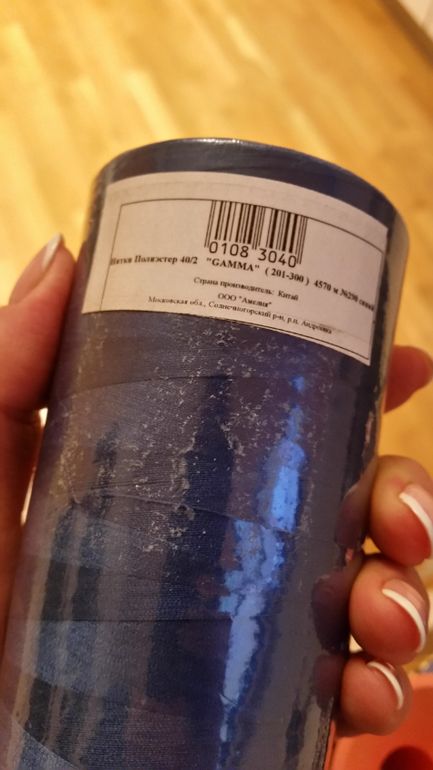 0108 3040
Нитки Полиэстер 40/2 "GAMMA" ( 201-300 ) 4570 м №290 синий
Страна производитель: Китай
ООО "Амелия"
Московская обл., Солнечногорский р-н, р.п. Андреевка